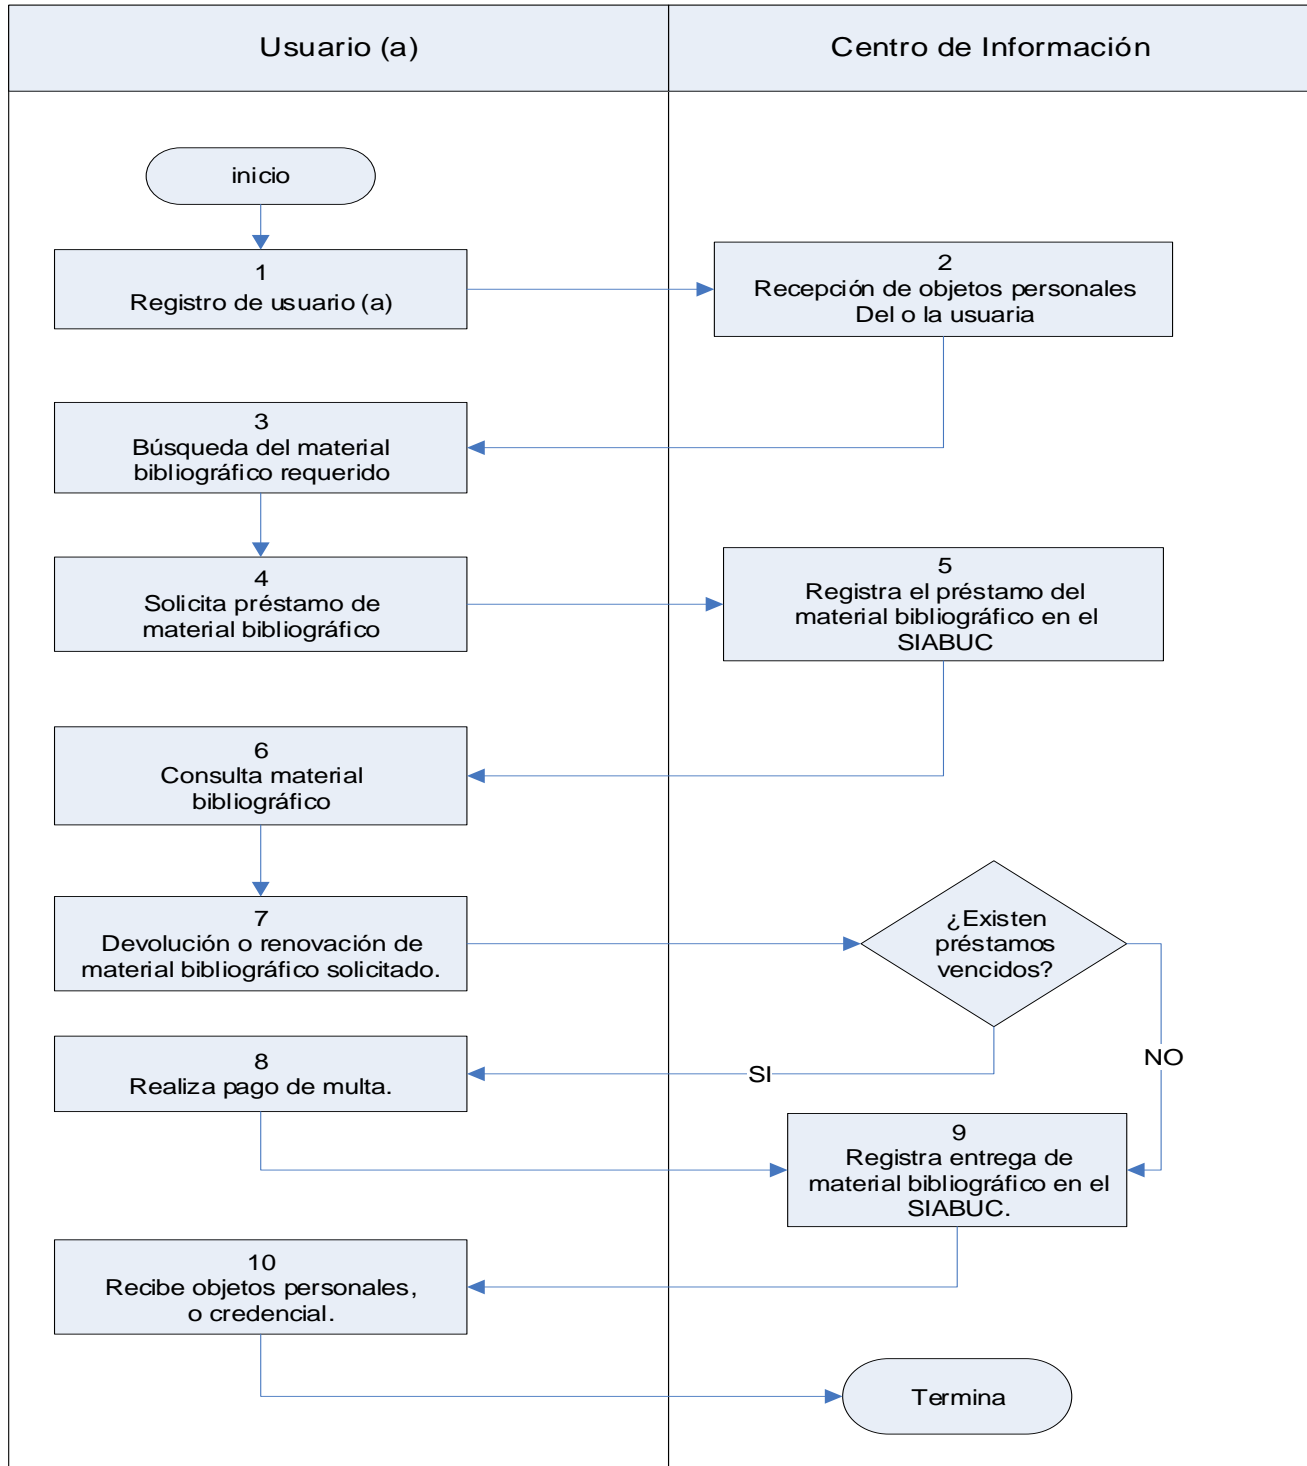 Usuario (a)
Centro de Información
inicio
1
Registro de usuario (a)
2
Recepción de objetos personales
Del o la usuaria
3
Búsqueda del material
bibliográfico requerido
4
Solicita préstamo de
material bibliográfico
5
Registra el préstamo del
material bibliográfico en el
SIABUC
6
Consulta material
bibliográfico
7
Devolución o renovación de
material bibliográfico solicitado.
¿Existen
préstamos
vencidos?
SI
NO
8
Realiza pago de multa.
9
Registra entrega de
material bibliográfico en el
SIABUC.
10
Recibe objetos personales,
o credencial.
Termina